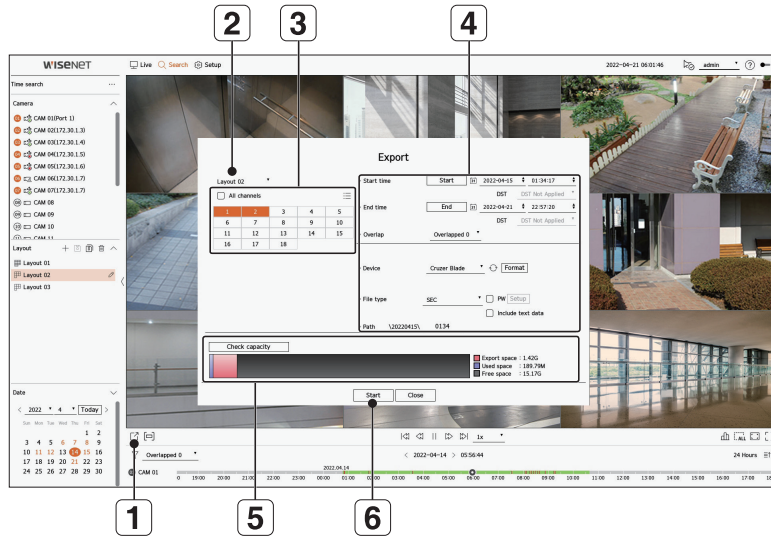 2 3 4
WISENET Live Search Setup 2022-04-21 06:01:46 admin ?
Time search ...
Camera
CAM 01(Port 1)
CAM 02(172.30.1.3)
CAM 03(172.30.1.4)
CAM 04(172.30.1.5)
CAM 05(172.30.1.6)
CAM 06(172.30.1.7)
CAM 07(172.30.1.7)
CAM 08
CAM 09
CAM 10
CAM 11
Layout
Layout 01
Layout 02
Layout 03
Date
< 2022 4 Today >
Sun Mon Tue Wed Thu Fri Sat
1 2
3 4 5 6 7 8 9
10 11 12 13 14 15 16
17 18 19 20 21 22 23
24 25 26 27 28 29 30
Export
Layout 02
All channels
1 2 3 4 5
6 7 8 9 10
11 12 13 14 15
16 17 18
Start time Start 2022-04-15 01:34:17
DST DST Not Applied
End time End 2022-04-21 22:57:20
DST DST Not Applied
Overlap Overlapped 0
Device Cruzer Blade Format
File type SEC PW Setup
Include text data
Path \20220415\ 0134
Check capacity
Export space : 1.42G
Used space : 189.79M
Free space : 15.17G
Start Close
1x ALL
Overlapped 0 < 2022-04-14 > 05:56:44 24 Hours
2022.04.14
CAM 01 0 19:00 20:00 21:00 22:00 23:00 00:00 01:00 02:00 03:00 04:00 05:00 06:00 07:00 08:00 09:00 10:00 11:00 12:00 13:00 14:00 15:00 16:00 17:00 18
1 5 6